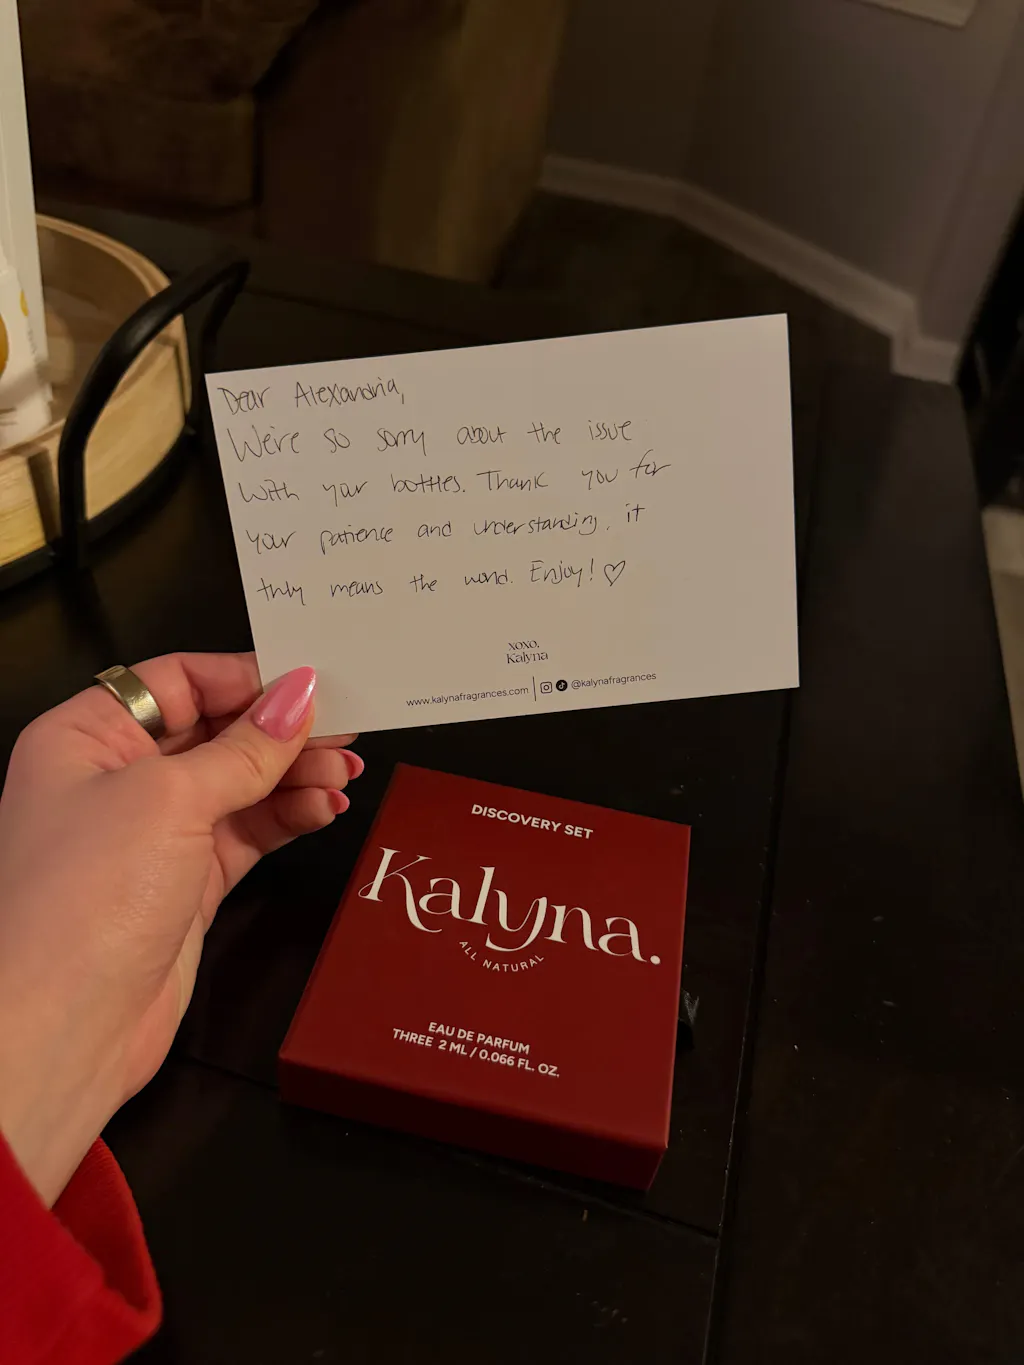 Dear Alexandria,
We're so sorry about the issue
with your bottles. Thank you for
your patience and understanding, it
truly means the world. Enjoy! ♡
xoxo,
Kalyna
www.kalynafragrances.com | @kalynafragrances
DISCOVERY SET
Kalyna.
ALL NATURAL
EAU DE PARFUM
THREE 2 ML / 0.066 FL. OZ.